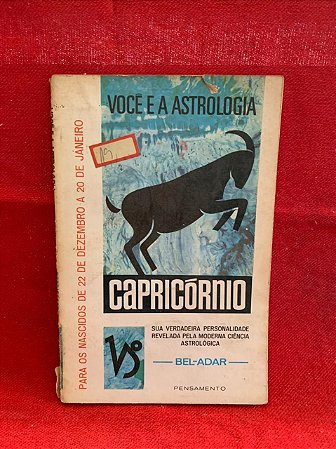 VOCÊ E A ASTROLOGIA
PARA OS NASCIDOS DE 22 DE DEZEMBRO A 20 DE JANEIRO
CAPRICÓRNIO
SUA VERDADEIRA PERSONALIDADE
REVELADA PELA MODERNA CIÊNCIA
ASTROLÓGICA
BEL-ADAR
PENSAMENTO